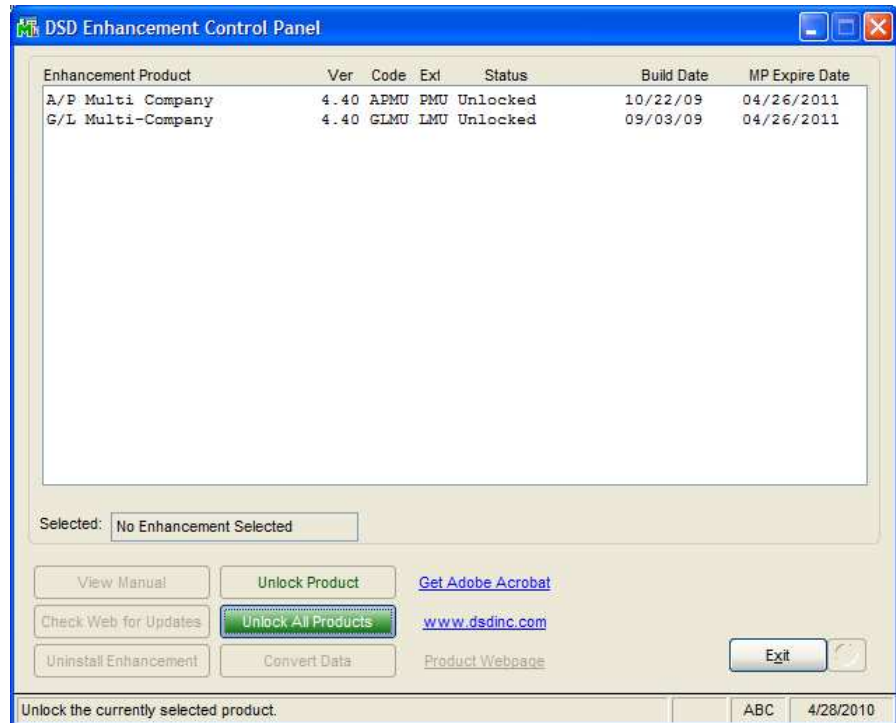 DSD Enhancement Control Panel
Enhancement Product Ver Code Ext Status Build Date MP Expire Date
A/P Multi Company 4.40 APMU PMU Unlocked 10/22/09 04/26/2011
G/L Multi-Company 4.40 GLMU LMU Unlocked 09/03/09 04/26/2011
Selected: No Enhancement Selected
View Manual Unlock Product Get Adobe Acrobat
Check Web for Updates Unlock All Products www.dsdinc.com
Uninstall Enhancement Convert Data Product Webpage Exit
Unlock the currently selected product. ABC 4/28/2010